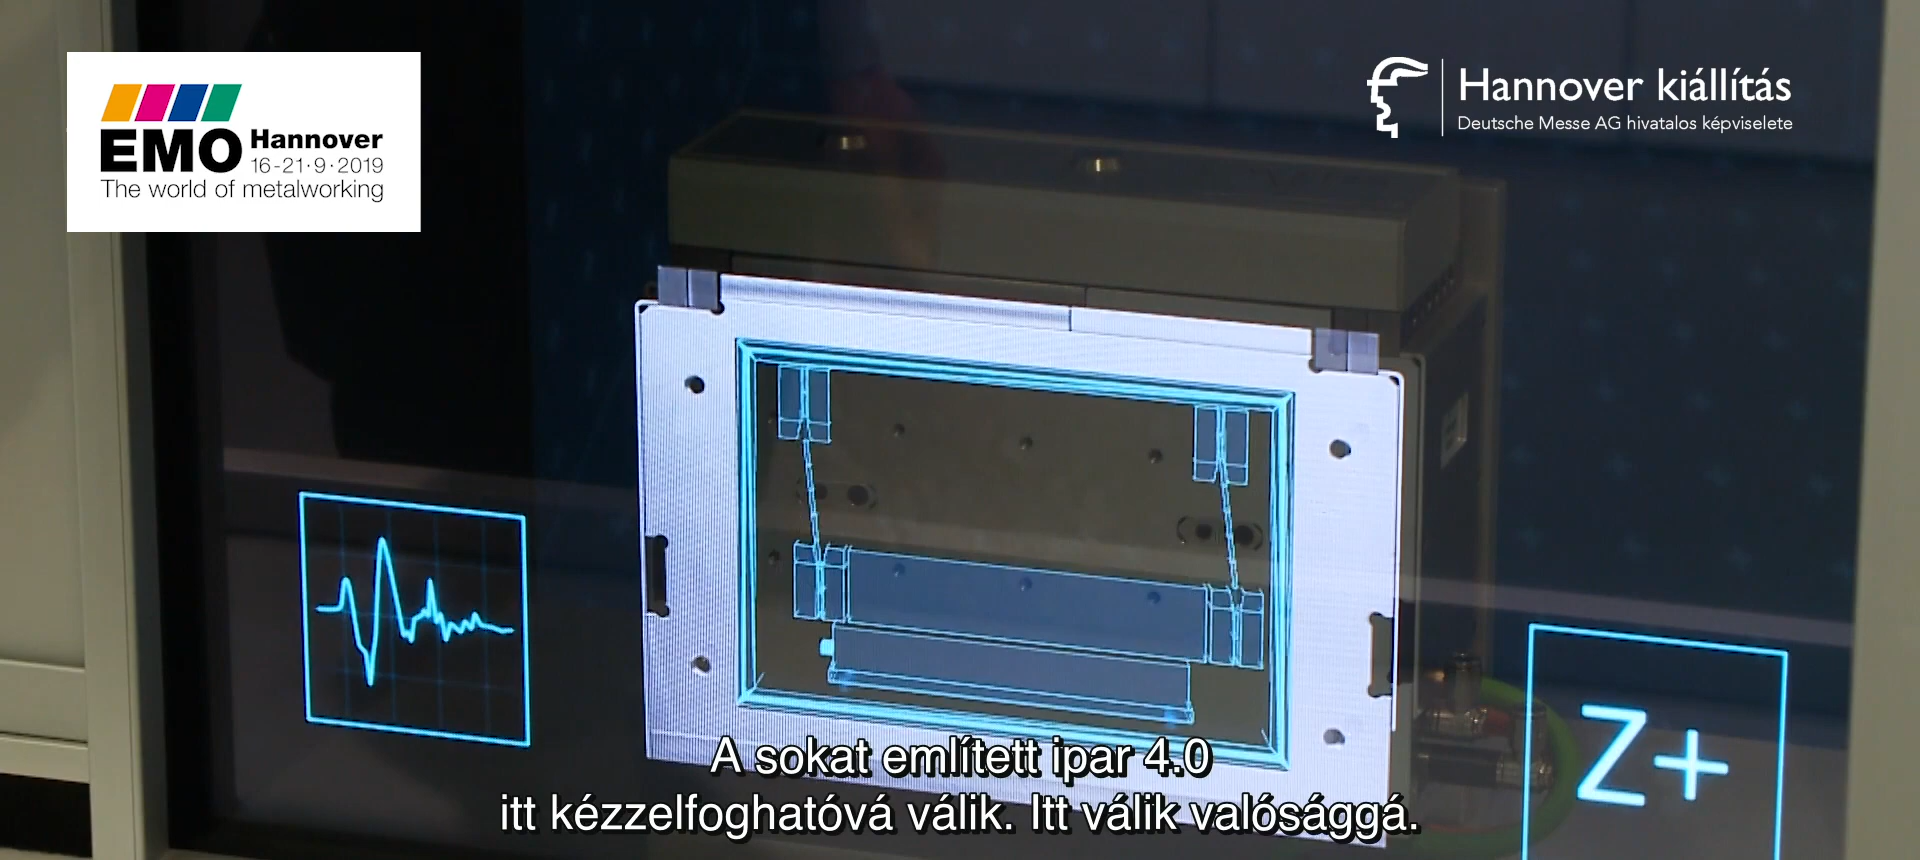 EMO Hannover
16-21·9·2019
The world of metalworking
Hannover kiállítás
Deutsche Messe AG hivatalos képviselete
Z+
A sokat említett ipar 4.0
itt kézzelfoghatóvá válik. Itt válik valósággá.